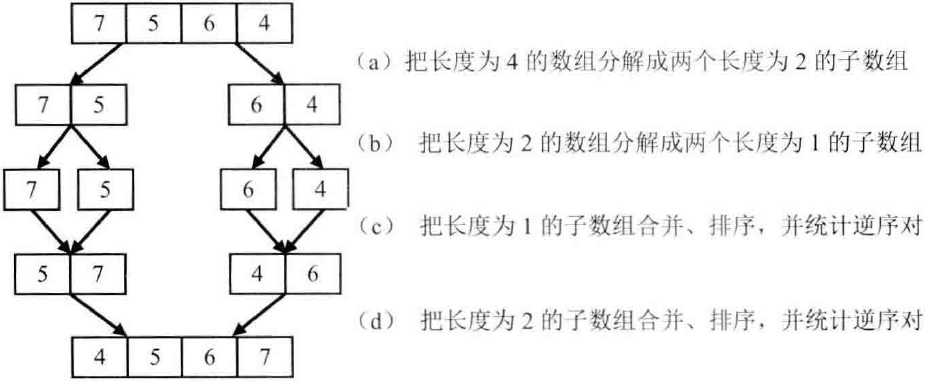 7 5 6 4
(a) 把长度为 4 的数组分解成两个长度为 2 的子数组
7 5 6 4
(b) 把长度为 2 的数组分解成两个长度为 1 的子数组
7 5 6 4
(c) 把长度为 1 的子数组合并、排序，并统计逆序对
5 7 4 6
(d) 把长度为 2 的子数组合并、排序，并统计逆序对
4 5 6 7